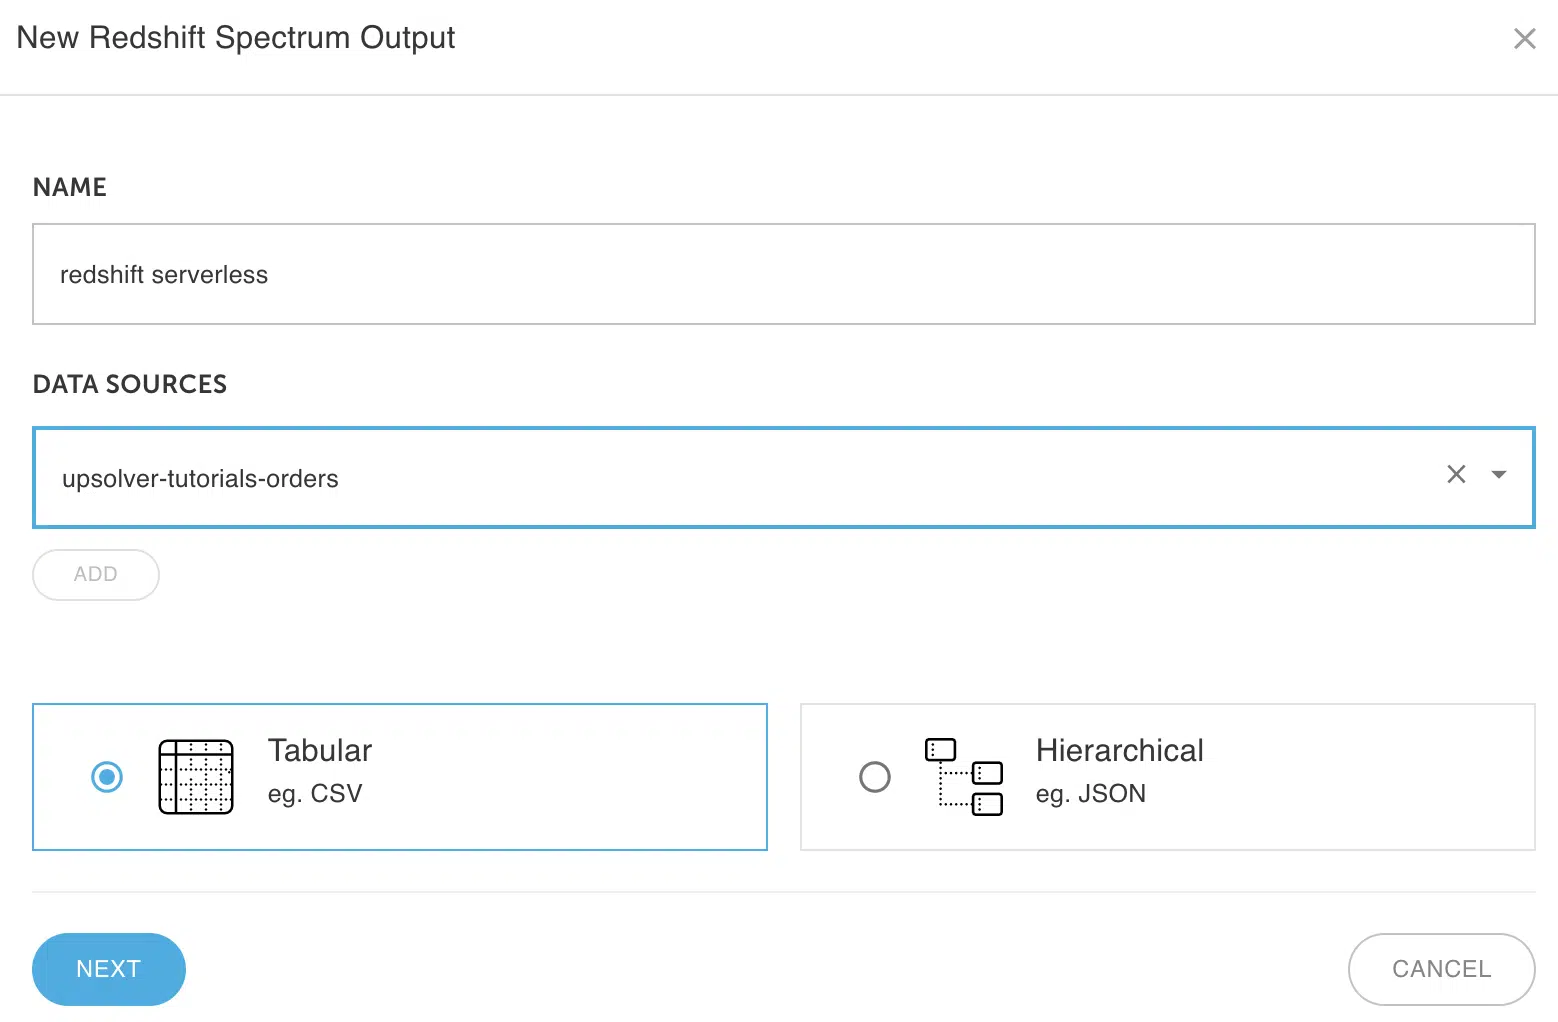 New Redshift Spectrum Output
NAME
redshift serverless
DATA SOURCES
upsolver-tutorials-orders
ADD
Tabular
eg. CSV
Hierarchical
eg. JSON
NEXT
CANCEL